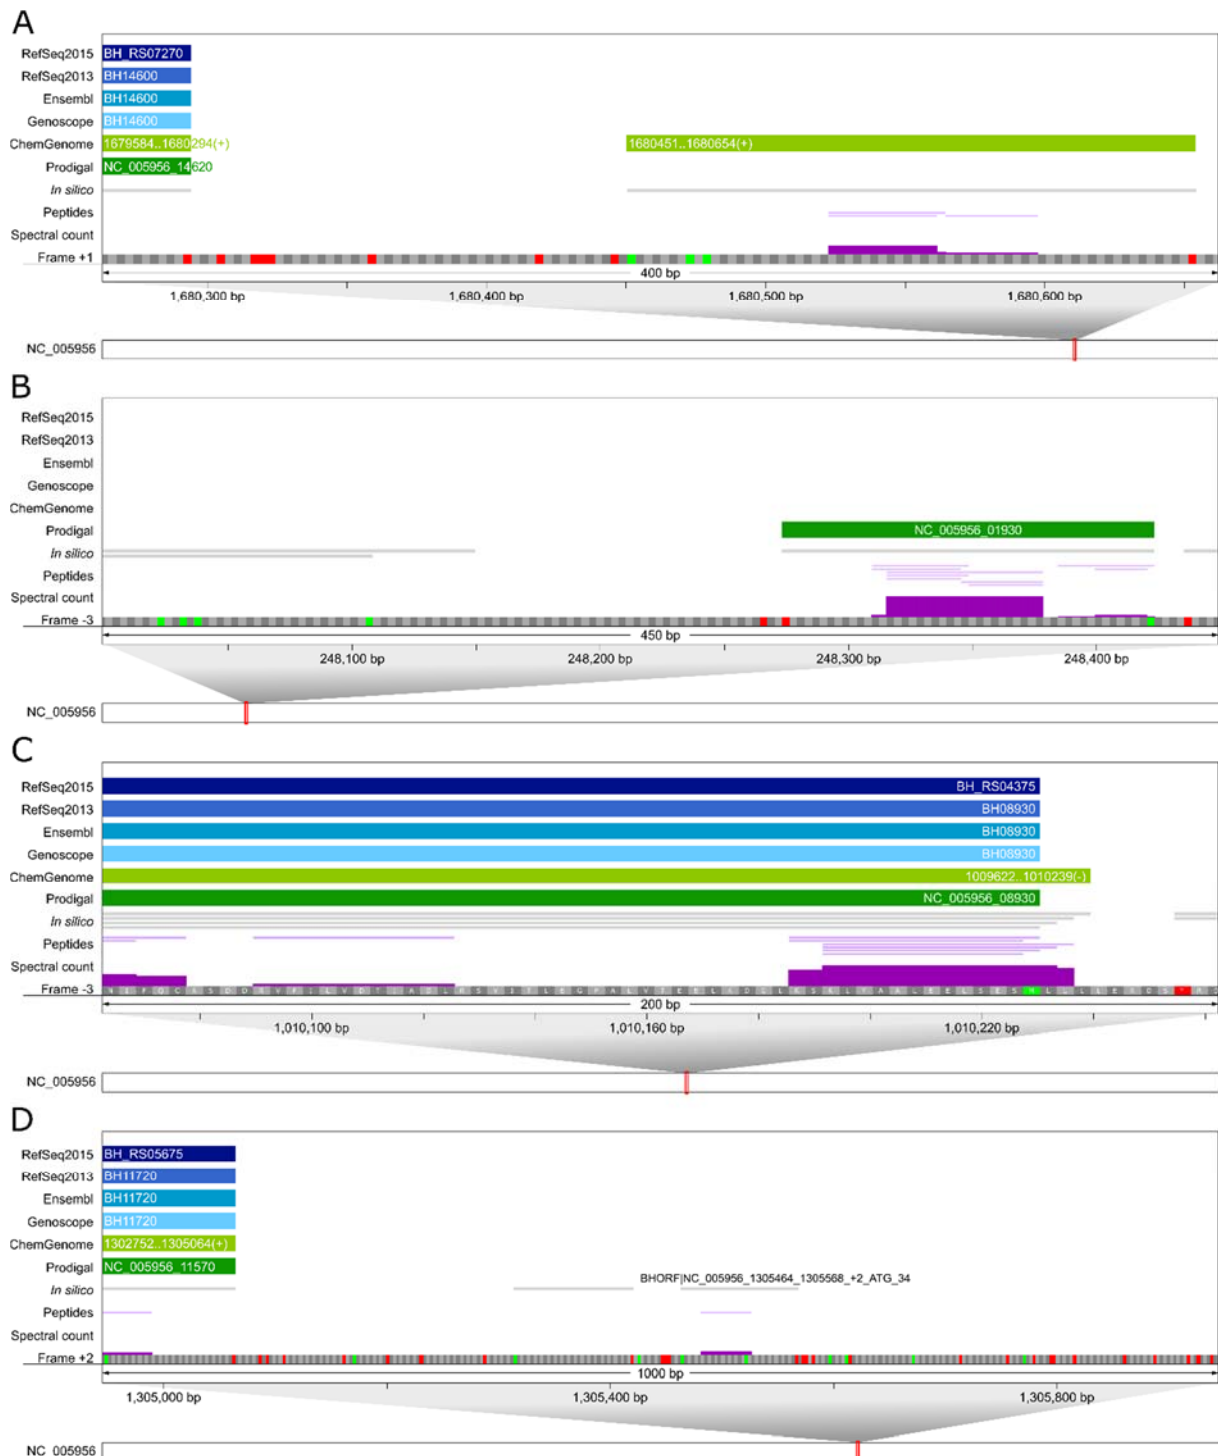 A
RefSeq2015 BH_RS07270
RefSeq2013 BH14600
Ensembl BH14600
Genoscope BH14600
ChemGenome 1679584..1680294(+) 1680451..1680654(+)
Prodigal NC_005956_14620
In silico
Peptides
Spectral count
Frame +1
400 bp
1,680,300 bp 1,680,400 bp 1,680,500 bp 1,680,600 bp
NC_005956
B
RefSeq2015
RefSeq2013
Ensembl
Genoscope
ChemGenome
Prodigal NC_005956_01930
In silico
Peptides
Spectral count
Frame -3
450 bp
248,100 bp 248,200 bp 248,300 bp 248,400 bp
NC_005956
C
RefSeq2015 BH_RS04375
RefSeq2013 BH08930
Ensembl BH08930
Genoscope BH08930
ChemGenome 1009622..1010239(-)
Prodigal NC_005956_08930
In silico
Peptides
Spectral count
Frame -3
200 bp
1,010,100 bp 1,010,160 bp 1,010,220 bp
NC_005956
D
RefSeq2015 BH_RS05675
RefSeq2013 BH11720
Ensembl BH11720
Genoscope BH11720
ChemGenome 1302752..1305064(+)
Prodigal NC_005956_11570
In silico BHORF|NC_005956_1305464_1305568_+2_ATG_34
Peptides
Spectral count
Frame +2
1000 bp
1,305,000 bp 1,305,400 bp 1,305,800 bp
NC_005956